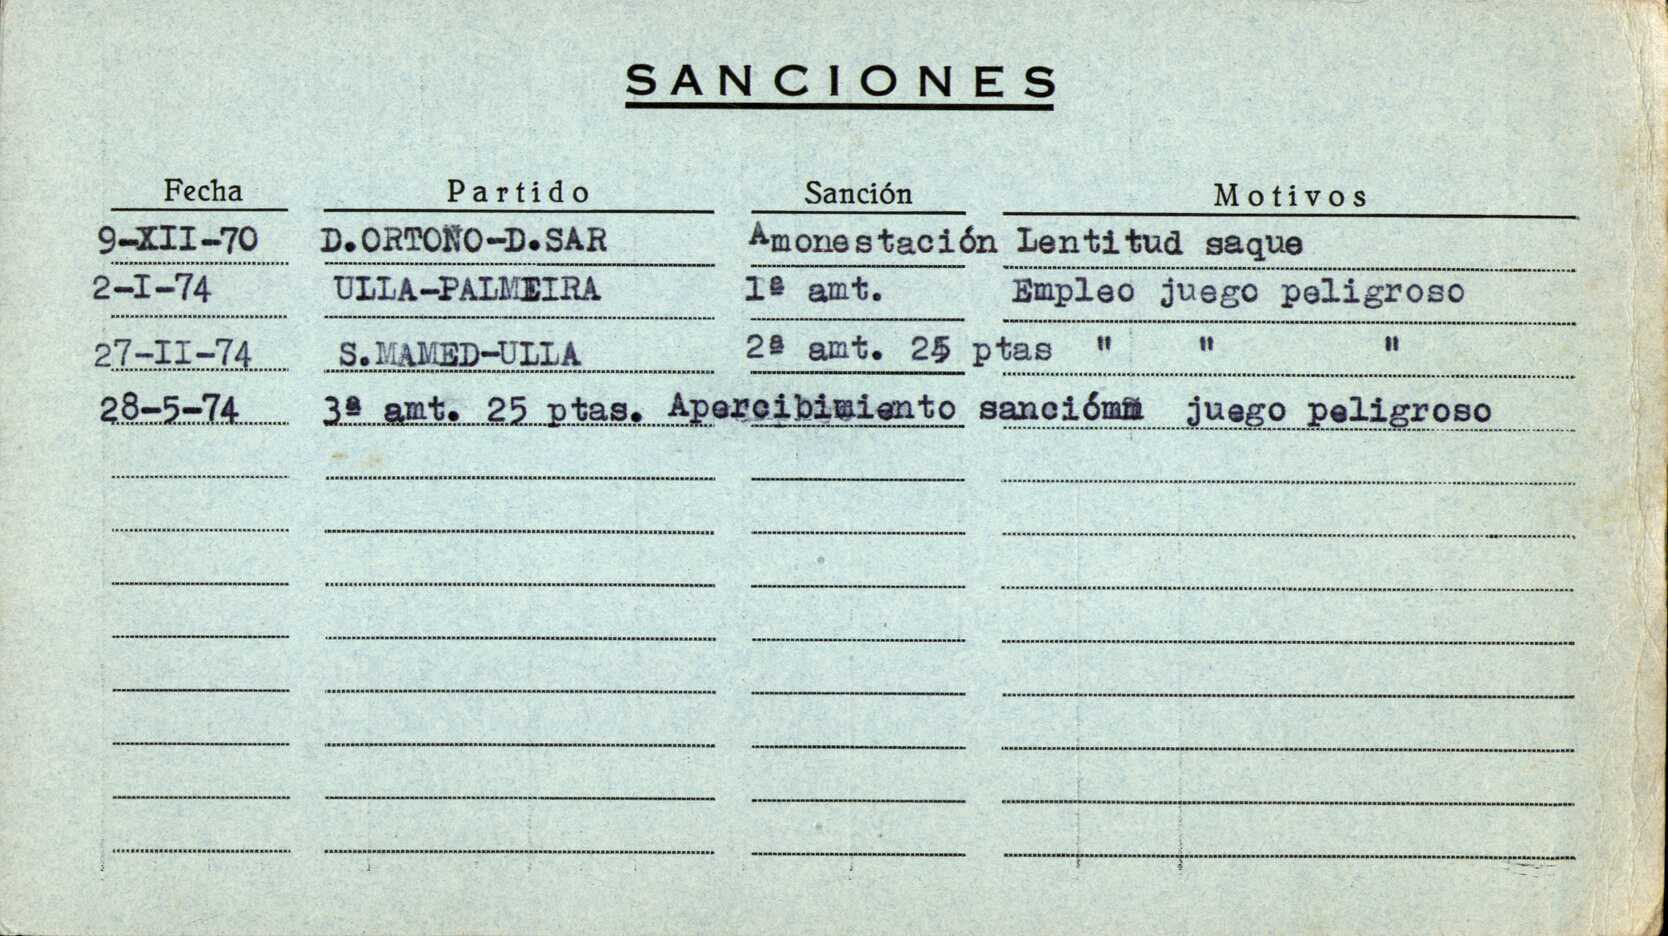 SANCIONES
Fecha Partido Sanción Motivos
9-XII-70 D.ORTOÑO-D.SAR Amonestación Lentitud saque
2-I-74 ULLA-PALMEIRA 1ª amt. Empleo juego peligroso
27-II-74 S.MAMED-ULLA 2ª amt. 25 ptas " " "
28-5-74 3ª amt. 25 ptas. Apercibimiento sanción juego peligroso